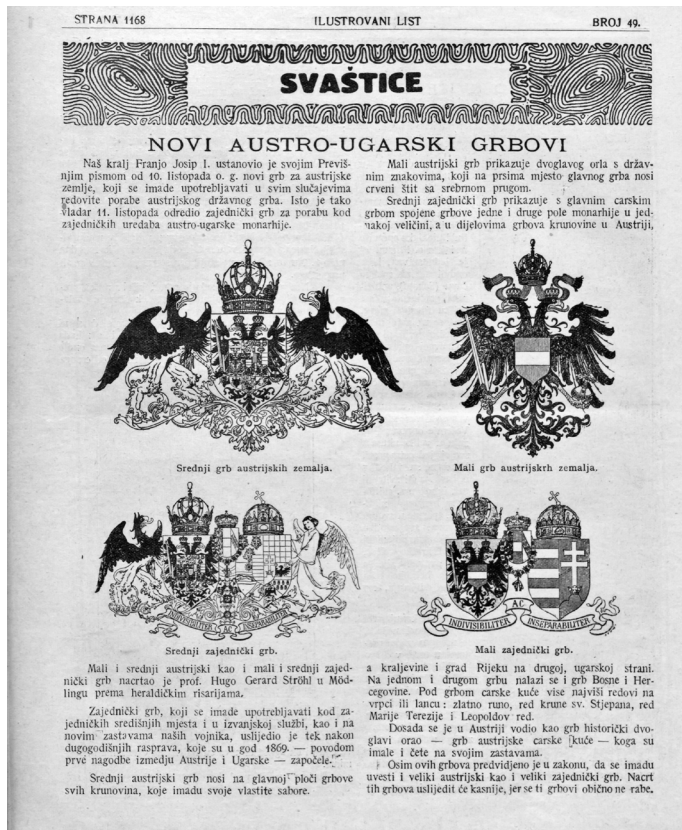 STRANA 1168 ILUSTROVANI LIST BROJ 49.
SVAŠTICE
NOVI AUSTRO-UGARSKI GRBOVI
Naš kralj Franjo Josip I. ustanovio je svojim Previš-
njim pismom od 10. listopada o. g. novi grb za austrijske
zemlje, koji se imade upotrebljavati u svim slučajevima
redovite porabe austrijskog državnog grba. Isto je tako
vladar 11. listopada odredio zajednički grb za porabu kod
zajedničkih uredaba austro-ugarske monarhije.
Mali austrijski grb prikazuje dvoglavog orla s držav-
nim znakovima, koji na prsima mjesto glavnog grba nosi
crveni štit sa srebrnom prugom.
Srednji zajednički grb prikazuje s glavnim carskim
grbom spojene grbove jedne i druge pole monarhije u jed-
nakoj veličini, a u dijelovima grbova krunovine u Austriji,
Srednji grb austrijskih zemalja.
Mali grb austrijskrh zemalja.
INDIVISIBILITER AC INSEPARABILITER
Srednji zajednički grb.
INDIVISIBILITER AC INSEPARABILITER
Mali zajednički grb.
Mali i srednji austrijski kao i mali i srednji zajed-
nički grb nacrtao je prof. Hugo Gerard Ströhl u Möd-
lingu prema heraldičkim risarijama.
Zajednički grb, koji se imade upotrebljavati kod za-
jedničkih središnjih mjesta i u izvanjskoj službi, kao i na
novim zastavama naših vojnika, uslijedio je tek nakon
dugogodišnjih rasprava, koje su u god 1869. — povodom
prve nagodbe izmedju Austrije i Ugarske — započele.
Srednji austrijski grb nosi na glavnoj ploči grbove
svih krunovina, koje imadu svoje vlastite sabore.
a kraljevine i grad Rijeku na drugoj, ugarskoj strani.
Na jednom i drugom grbu nalazi se i grb Bosne i Her-
cegovine. Pod grbom carske kuće vise najviši redovi na
vrpci ili lancu: zlatno runo, red krune sv. Stjepana, red
Marije Terezije i Leopoldov red.
Dosada se je u Austriji vodio kao grb historički dvo-
glavi orao — grb austrijske carske kuće — koga su
imale i čete na svojim zastavama.
Osim ovih grbova predvidjeno je u zakonu, da se imadu
uvesti i veliki austrijski kao i veliki zajednički grb. Nacrt
tih grbova uslijedit će kasnije, jer se ti grbovi obično ne rabe.